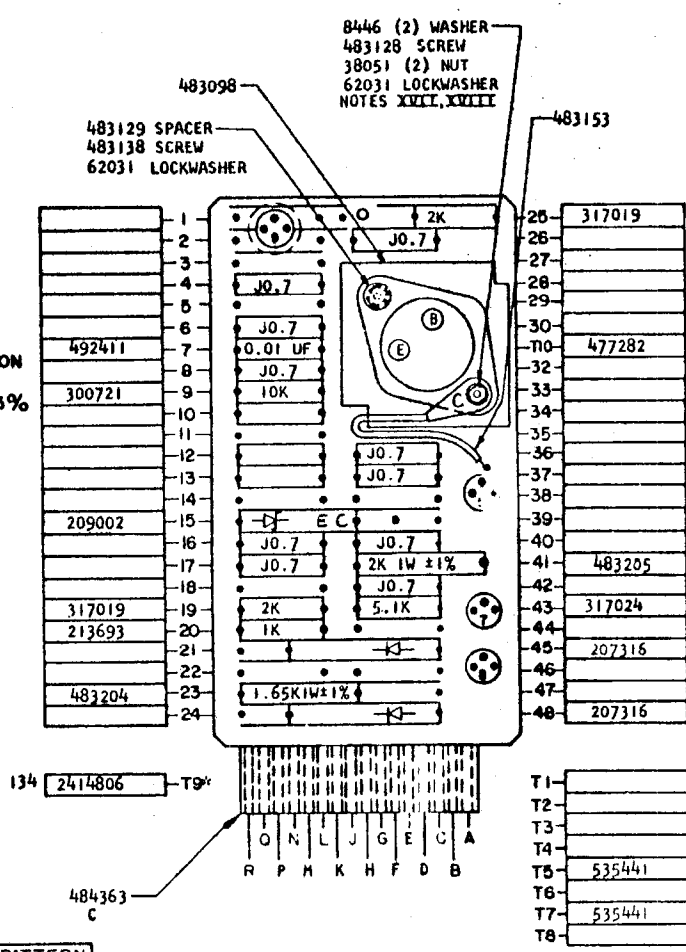 8446 (2) WASHER
483128 SCREW
38051 (2) NUT
62031 LOCKWASHER
NOTES XVII, XVIII
483098
483153
483129 SPACER
483138 SCREW
62031 LOCKWASHER
1 2K 25 317019
2 J0.7 26
3 27
4 J0.7 28
5 29
6 J0.7 30
B
ON 492411 7 0.01 UF E T10 477282
8 J0.7 32
% 300721 9 10K C 33
10 34
11 35
12 J0.7 36
13 J0.7 37
14 38
209002 15 E C 39
16 J0.7 J0.7 40
17 J0.7 2K 1W ±1% 41 483205
18 J0.7 42
317019 19 2K 5.1K 43 317024
213693 20 1K 44
21 45 207316
22 46
483204 23 1.65K1W±1% 47
24 48 207316
134 2414806 T9
T1
T2
T3
T4
T5 535441
T6
T7 535441
T8
Q N L J G E C A
R P M K H F D B
484363
C
PATTERN